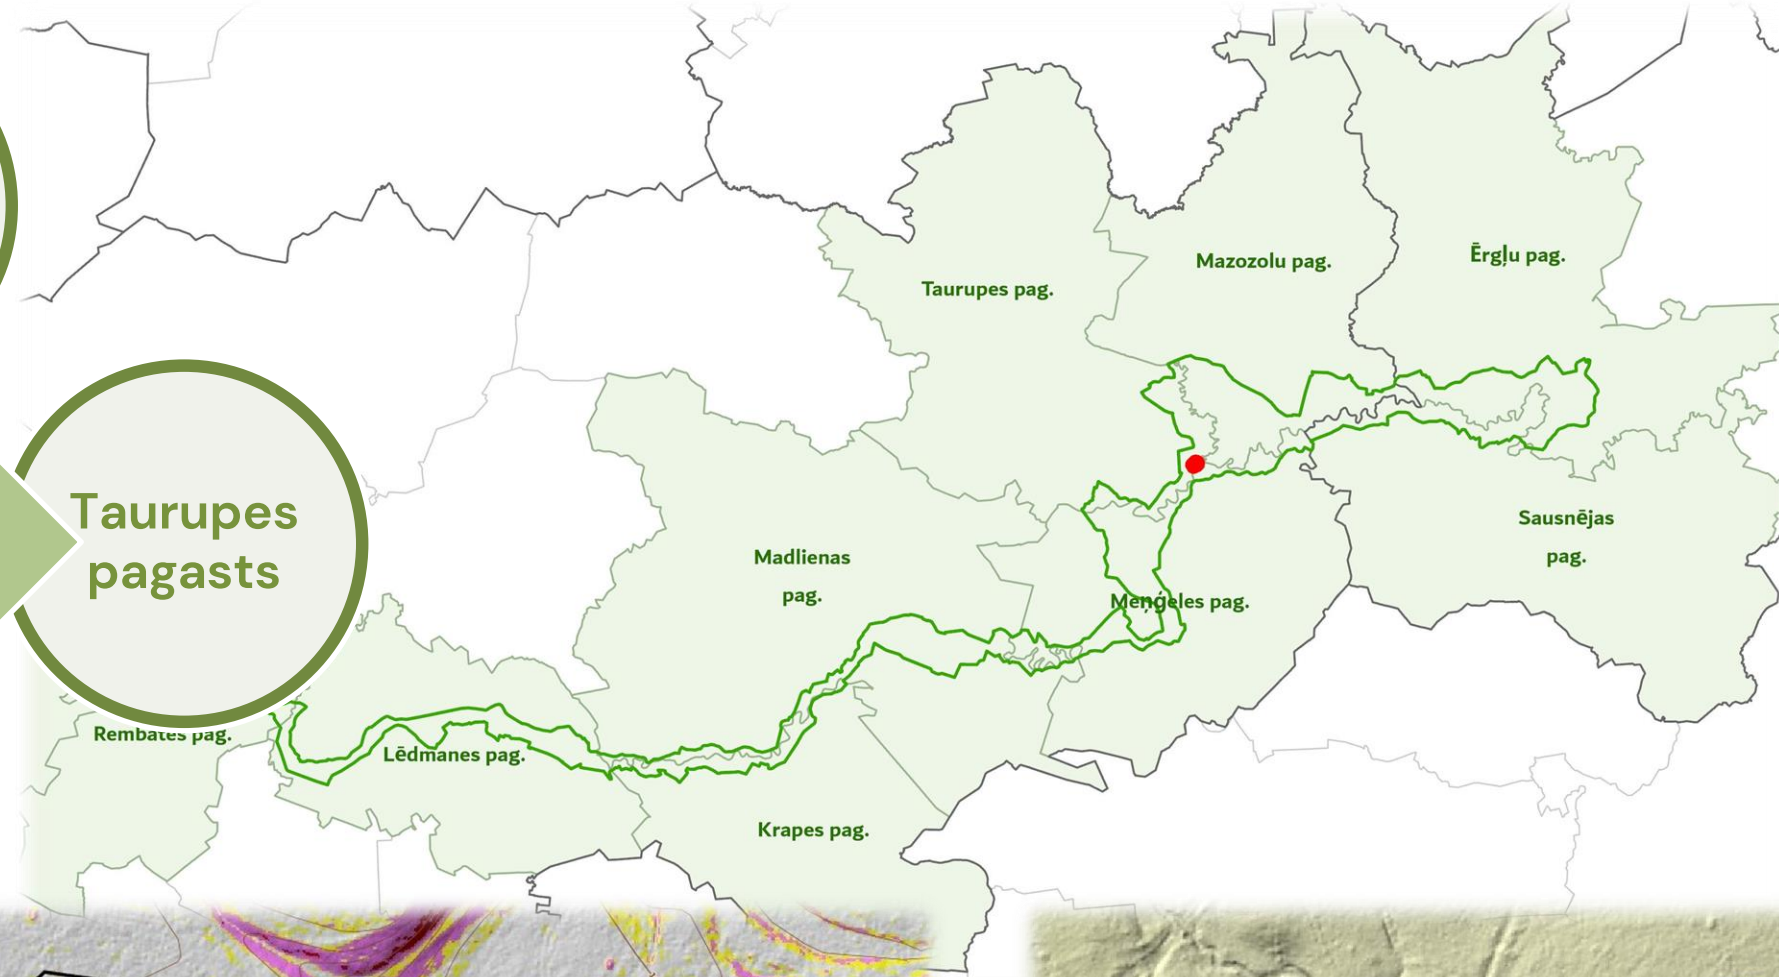 Ērgļu pag.
Mazozolu pag.
Taurupes pag.
Taurupes
pagasts
Sausnējas
pag.
Madlienas
pag.
Meņģeles pag.
Rembates pag.
Lēdmanes pag.
Krapes pag.